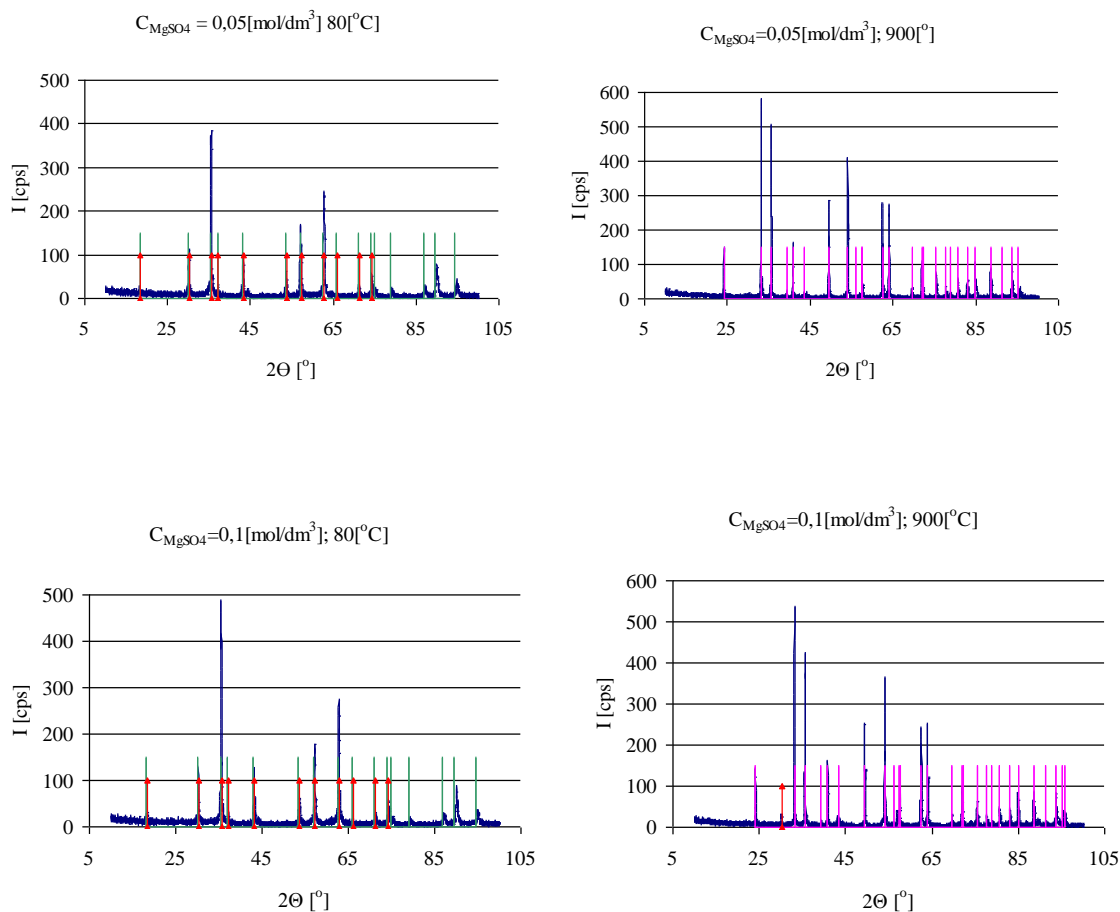 C_MgSO4 = 0,05[mol/dm³] 80[°C]
500
400
300
200
100
0
I [cps]
5 25 45 65 85 105
2Θ [°]
C_MgSO4=0,05[mol/dm³]; 900[°]
600
500
400
300
200
100
0
I [cps]
5 25 45 65 85 105
2Θ [°]
C_MgSO4=0,1[mol/dm³]; 80[°C]
500
400
300
200
100
0
I [cps]
5 25 45 65 85 105
2Θ [°]
C_MgSO4=0,1[mol/dm³]; 900[°C]
600
500
400
300
200
100
0
I [cps]
5 25 45 65 85 105
2Θ [°]